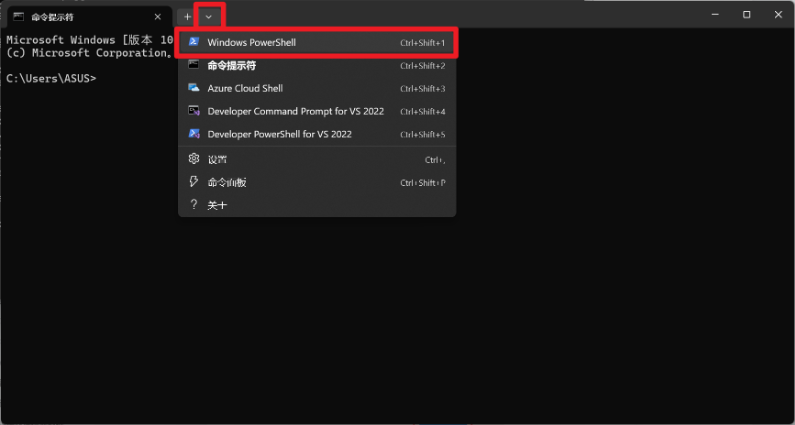 命令提示符
Microsoft Windows [版本 10
(c) Microsoft Corporation。
C:\Users\ASUS>
Windows PowerShell Ctrl+Shift+1
命令提示符 Ctrl+Shift+2
Azure Cloud Shell Ctrl+Shift+3
Developer Command Prompt for VS 2022 Ctrl+Shift+4
Developer PowerShell for VS 2022 Ctrl+Shift+5
设置 Ctrl+,
命令面板 Ctrl+Shift+P
关于